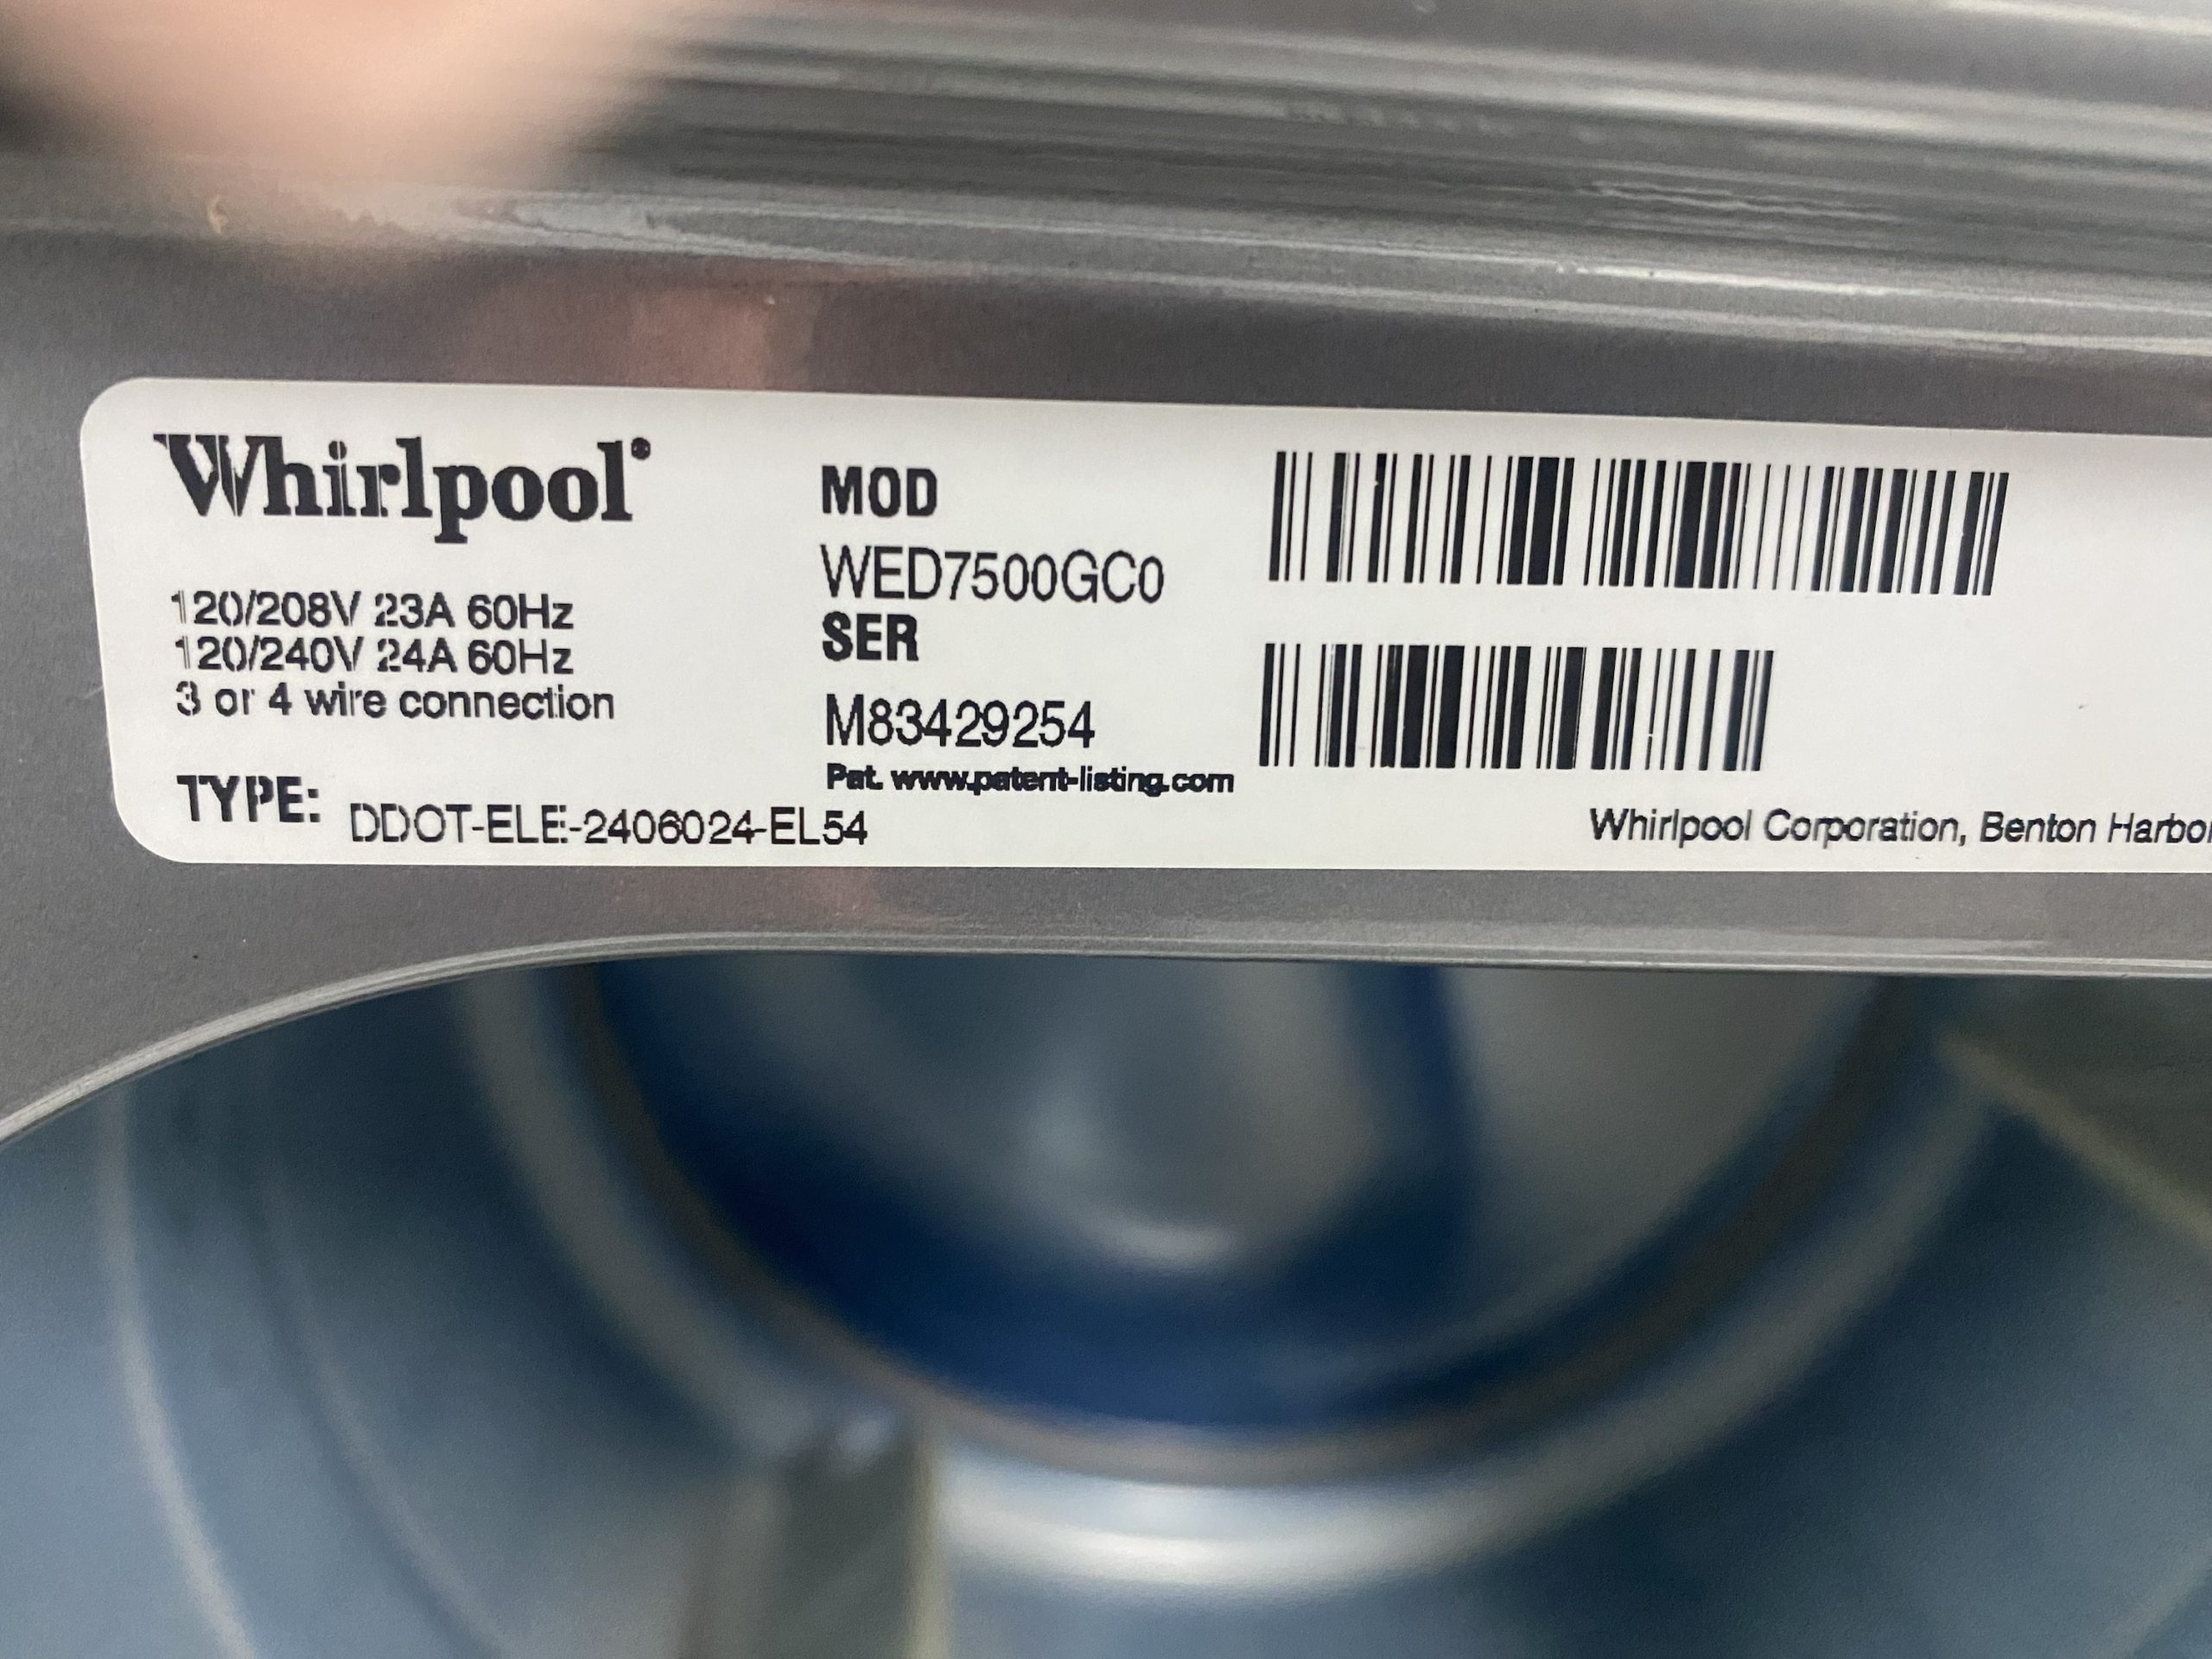 Whirlpool
120/208V 23A 60Hz
120/240V 24A 60Hz
3 or 4 wire connection
TYPE: DDOT-ELE-2406024-EL54
MOD
WED7500GC0
SER
M83429254
Pat. www.patent-listing.com
Whirlpool Corporation, Benton Harbo